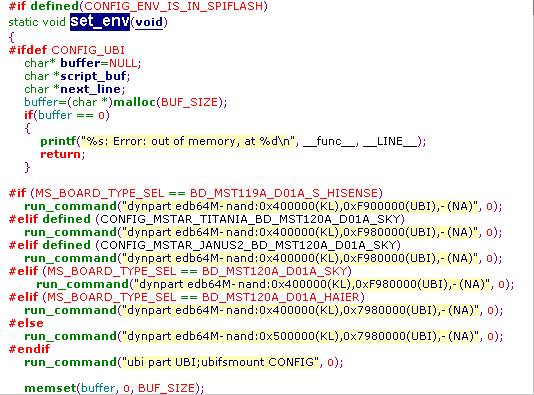 #if defined(CONFIG_ENV_IS_IN_SPIFLASH)
static void set_env(void)
{
#ifdef CONFIG_UBI
char* buffer=NULL;
char *script_buf;
char *next_line;
buffer=(char *)malloc(BUF_SIZE);
if(buffer == 0)
{
printf("%s: Error: out of memory, at %d\n", __func__, __LINE__);
return;
}
#if (MS_BOARD_TYPE_SEL == BD_MST119A_D01A_S_HISENSE)
run_command("dynpart edb64M-nand:0x400000(KL),0xF900000(UBI),-(NA)", 0);
#elif defined (CONFIG_MSTAR_TITANIA_BD_MST120A_D01A_SKY)
run_command("dynpart edb64M-nand:0x400000(KL),0xF980000(UBI),-(NA)", 0);
#elif defined (CONFIG_MSTAR_JANUS2_BD_MST120A_D01A_SKY)
run_command("dynpart edb64M-nand:0x400000(KL),0xF980000(UBI),-(NA)", 0);
#elif (MS_BOARD_TYPE_SEL == BD_MST120A_D01A_SKY)
run_command("dynpart edb64M-nand:0x400000(KL),0xF980000(UBI),-(NA)", 0);
#elif (MS_BOARD_TYPE_SEL == BD_MST120A_D01A_HAIER)
run_command("dynpart edb64M-nand:0x400000(KL),0x7980000(UBI),-(NA)", 0);
#else
run_command("dynpart edb64M-nand:0x500000(KL),0x7980000(UBI),-(NA)", 0);
#endif
run_command("ubi part UBI;ubifsmount CONFIG", 0);
memset(buffer, 0, BUF_SIZE);